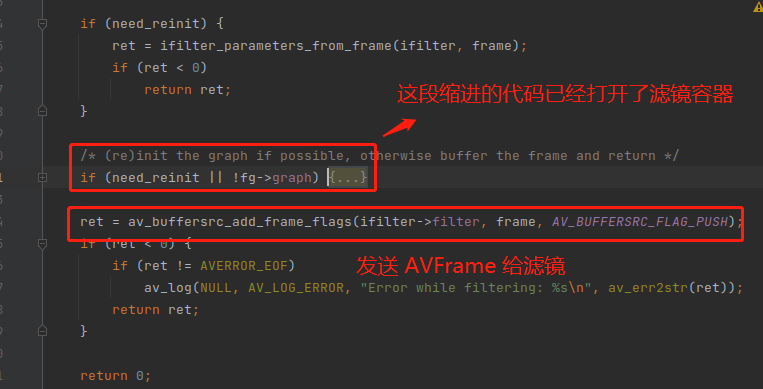 if (need_reinit) {
ret = ifilter_parameters_from_frame(ifilter, frame);
if (ret < 0)
return ret;
}
这段缩进的代码已经打开了滤镜容器
/* (re)init the graph if possible, otherwise buffer the frame and return */
if (need_reinit || !fg->graph) {...}
ret = av_buffersrc_add_frame_flags(ifilter->filter, frame, AV_BUFFERSRC_FLAG_PUSH);
if (ret < 0) {
if (ret != AVERROR_EOF)
发送 AVFrame 给滤镜
av_log(NULL, AV_LOG_ERROR, "Error while filtering: %s\n", av_err2str(ret));
return ret;
}
return 0;